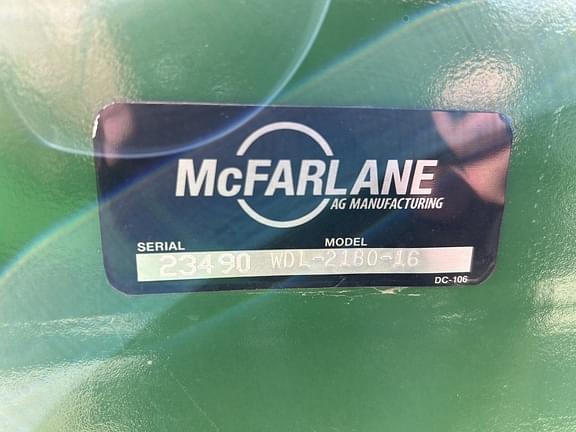 McFARLANE
AG MANUFACTURING
SERIAL MODEL
23490 WDL-2180-16
DC-106